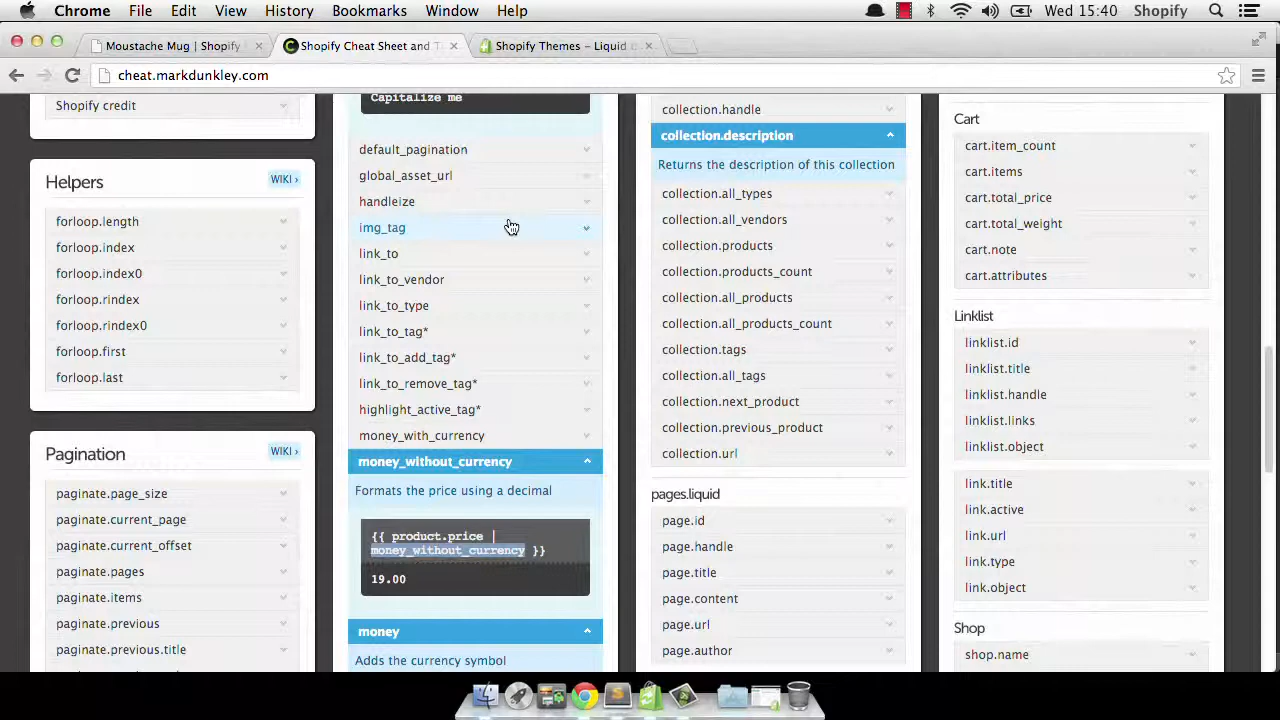 Chrome File Edit View History Bookmarks Window Help Wed 15:40 Shopify
Moustache Mug | Shopify
Shopify Cheat Sheet and T
Shopify Themes – Liquid
cheat.markdunkley.com
Shopify credit
Helpers
WIKI ›
forloop.length
forloop.index
forloop.index0
forloop.rindex
forloop.rindex0
forloop.first
forloop.last
Pagination
WIKI ›
paginate.page_size
paginate.current_page
paginate.current_offset
paginate.pages
paginate.items
paginate.previous
paginate.previous.title
Capitalize me
default_pagination
global_asset_url
handleize
img_tag
link_to
link_to_vendor
link_to_type
link_to_tag*
link_to_add_tag*
link_to_remove_tag*
highlight_active_tag*
money_with_currency
money_without_currency
Formats the price using a decimal
{{ product.price |
money_without_currency }}
19.00
money
Adds the currency symbol
collection.handle
collection.description
Returns the description of this collection
collection.all_types
collection.all_vendors
collection.products
collection.products_count
collection.all_products
collection.all_products_count
collection.tags
collection.all_tags
collection.next_product
collection.previous_product
collection.url
pages.liquid
page.id
page.handle
page.title
page.content
page.url
page.author
Cart
cart.item_count
cart.items
cart.total_price
cart.total_weight
cart.note
cart.attributes
Linklist
linklist.id
linklist.title
linklist.handle
linklist.links
linklist.object
link.title
link.active
link.url
link.type
link.object
Shop
shop.name